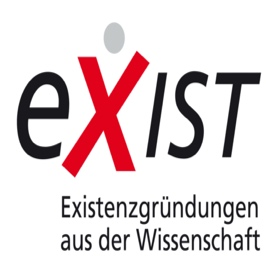 eXIST
Existenzgründungen
aus der Wissenschaft